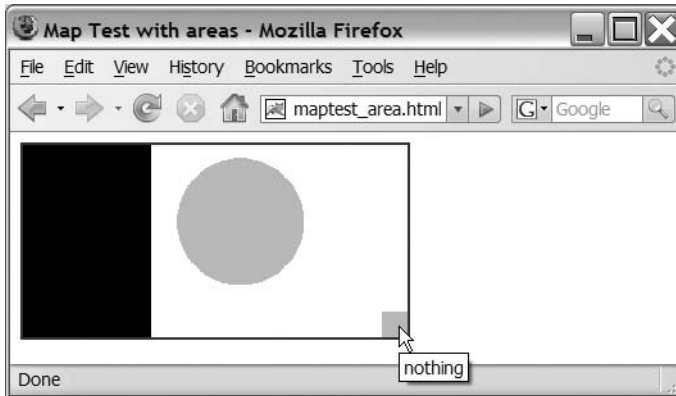 Map Test with areas - Mozilla Firefox
File Edit View History Bookmarks Tools Help
maptest_area.html G Google
nothing
Done